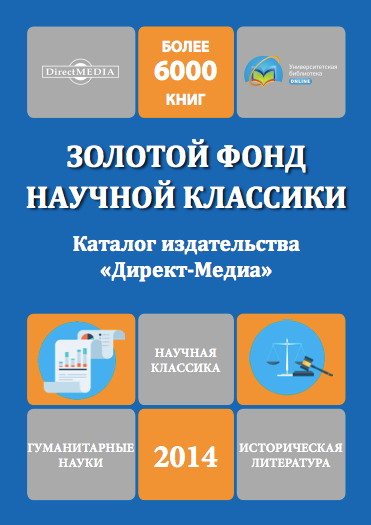 DirectMEDIA
БОЛЕЕ
6000
КНИГ
Университетская
библиотека
ONLINE
ЗОЛОТОЙ ФОНД
НАУЧНОЙ КЛАССИКИ
Каталог издательства
«Директ-Медиа»
НАУЧНАЯ
КЛАССИКА
ГУМАНИТАРНЫЕ
НАУКИ
2014
ИСТОРИЧЕСКАЯ
ЛИТЕРАТУРА